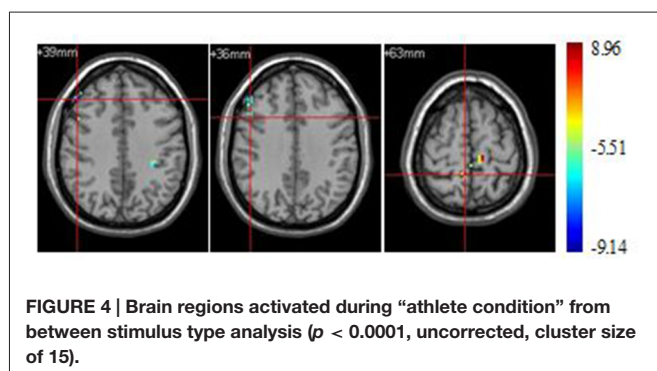 +39mm
+36mm
+63mm
8.96
-5.51
-9.14
FIGURE 4 | Brain regions activated during “athlete condition” from
between stimulus type analysis (p < 0.0001, uncorrected, cluster size
of 15).